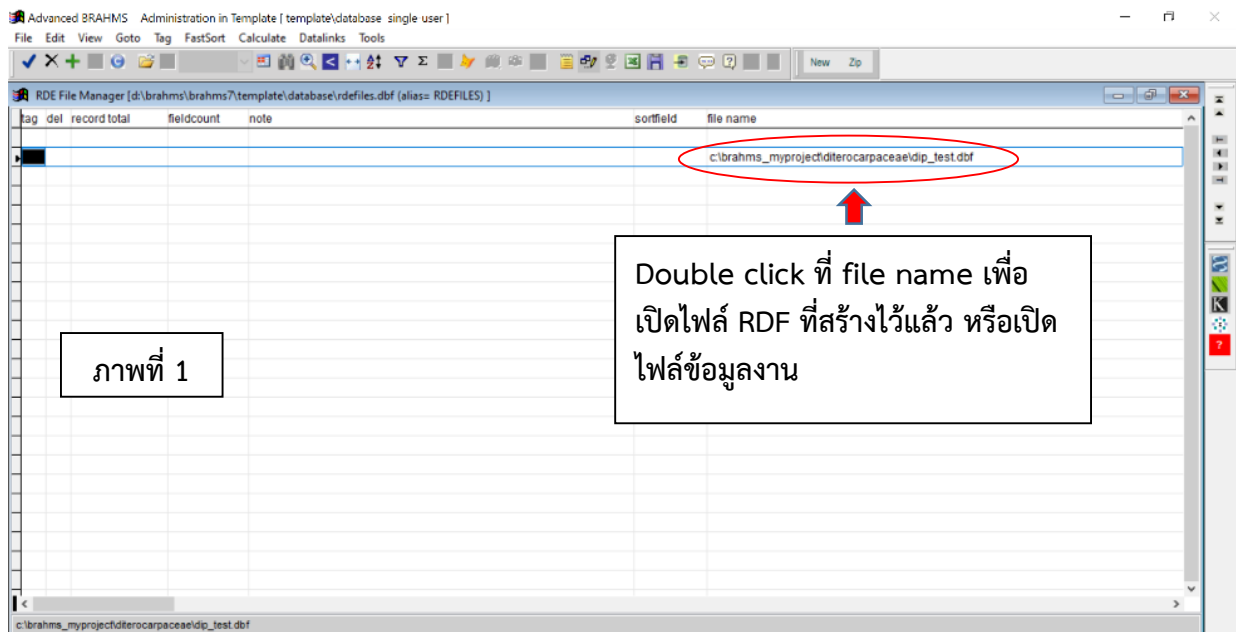 Advanced BRAHMS Administration in Template [ template\database single user ]
File Edit View Goto Tag FastSort Calculate Datalinks Tools
New Zip
RDE File Manager [d:\brahms\brahms7\template\database\rdefiles.dbf (alias= RDEFILES) ]
tag del record total fieldcount note sortfield file name
c:\brahms_myproject\diterocarpaceae\dip_test.dbf
Double click ที่ file name เพื่อ
เปิดไฟล์ RDF ที่สร้างไว้แล้ว หรือเปิด
ไฟล์ข้อมูลงาน
ภาพที่ 1
c:\brahms_myproject\diterocarpaceae\dip_test.dbf